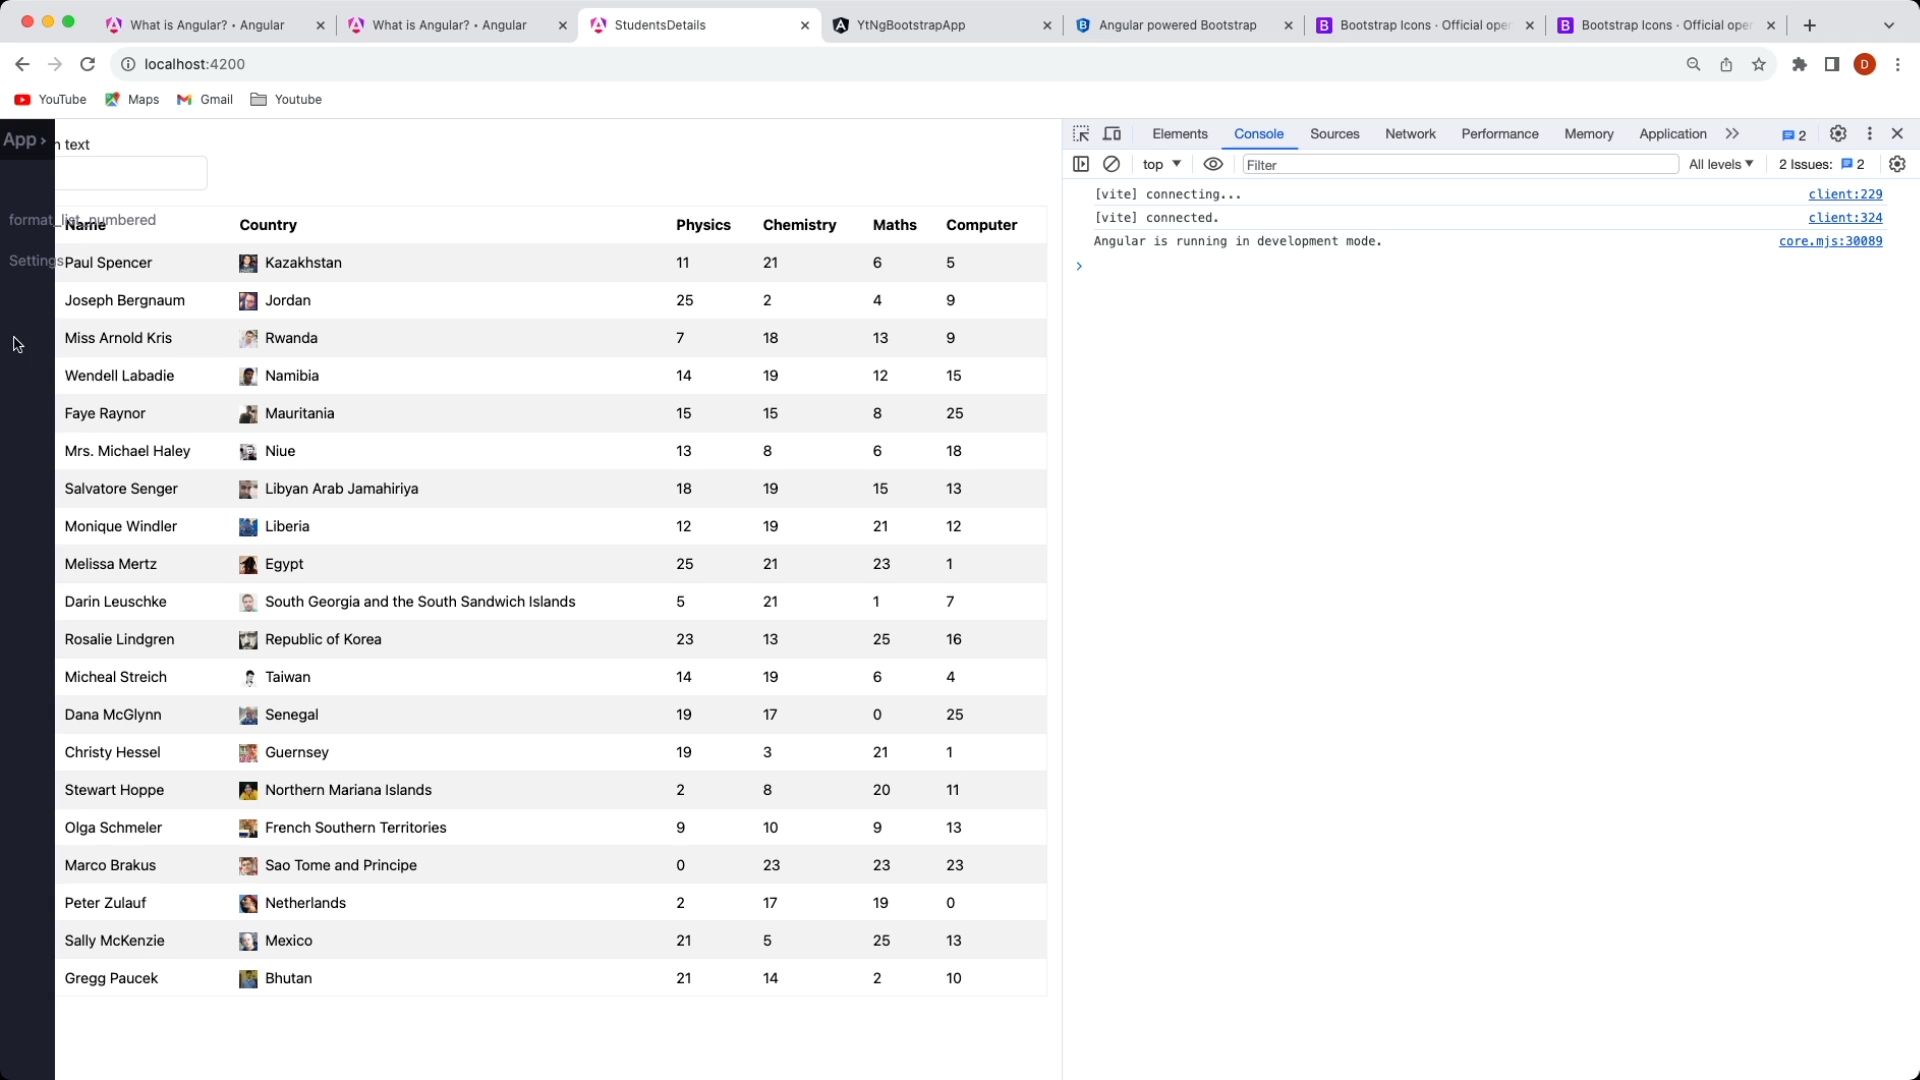 What is Angular? • Angular
What is Angular? • Angular
StudentsDetails
YtNgBootstrapApp
Angular powered Bootstrap
Bootstrap Icons · Official ope
Bootstrap Icons · Official ope
localhost:4200
D
YouTube Maps Gmail Youtube
App ›
n text
format_list_numbered
Settings
Name Country Physics Chemistry Maths Computer
Paul Spencer Kazakhstan 11 21 6 5
Joseph Bergnaum Jordan 25 2 4 9
Miss Arnold Kris Rwanda 7 18 13 9
Wendell Labadie Namibia 14 19 12 15
Faye Raynor Mauritania 15 15 8 25
Mrs. Michael Haley Niue 13 8 6 18
Salvatore Senger Libyan Arab Jamahiriya 18 19 15 13
Monique Windler Liberia 12 19 21 12
Melissa Mertz Egypt 25 21 23 1
Darin Leuschke South Georgia and the South Sandwich Islands 5 21 1 7
Rosalie Lindgren Republic of Korea 23 13 25 16
Micheal Streich Taiwan 14 19 6 4
Dana McGlynn Senegal 19 17 0 25
Christy Hessel Guernsey 19 3 21 1
Stewart Hoppe Northern Mariana Islands 2 8 20 11
Olga Schmeler French Southern Territories 9 10 9 13
Marco Brakus Sao Tome and Principe 0 23 23 23
Peter Zulauf Netherlands 2 17 19 0
Sally McKenzie Mexico 21 5 25 13
Gregg Paucek Bhutan 21 14 2 10
Elements Console Sources Network Performance Memory Application 2
top Filter All levels 2 Issues: 2
[vite] connecting... client:229
[vite] connected. client:324
Angular is running in development mode. core.mjs:30089